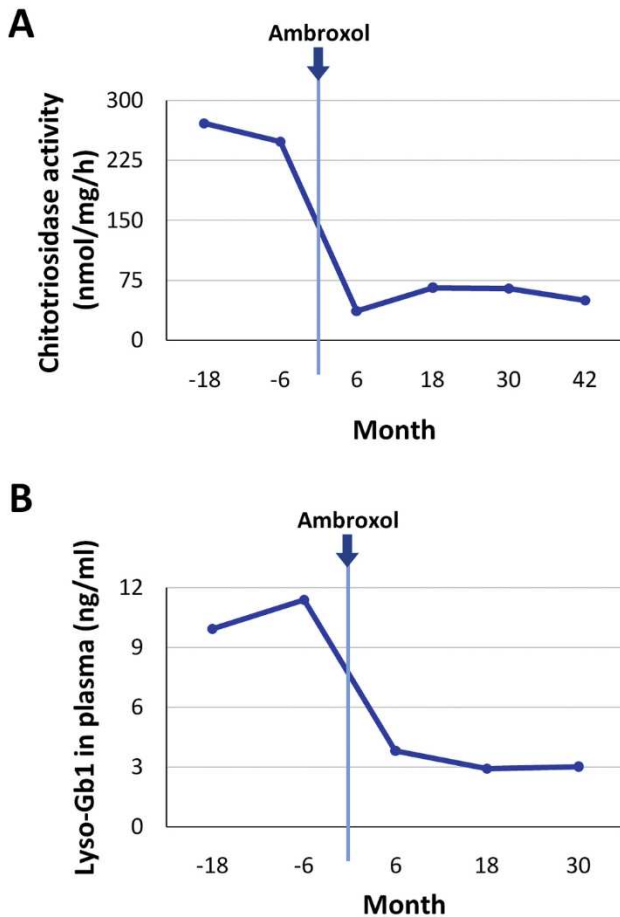 A
Ambroxol
Chitotriosidase activity
(nmol/mg/h)
300
225
150
75
0
-18 -6 6 18 30 42
Month
B
Ambroxol
Lyso-Gb1 in plasma (ng/ml)
12
9
6
3
0
-18 -6 6 18 30
Month